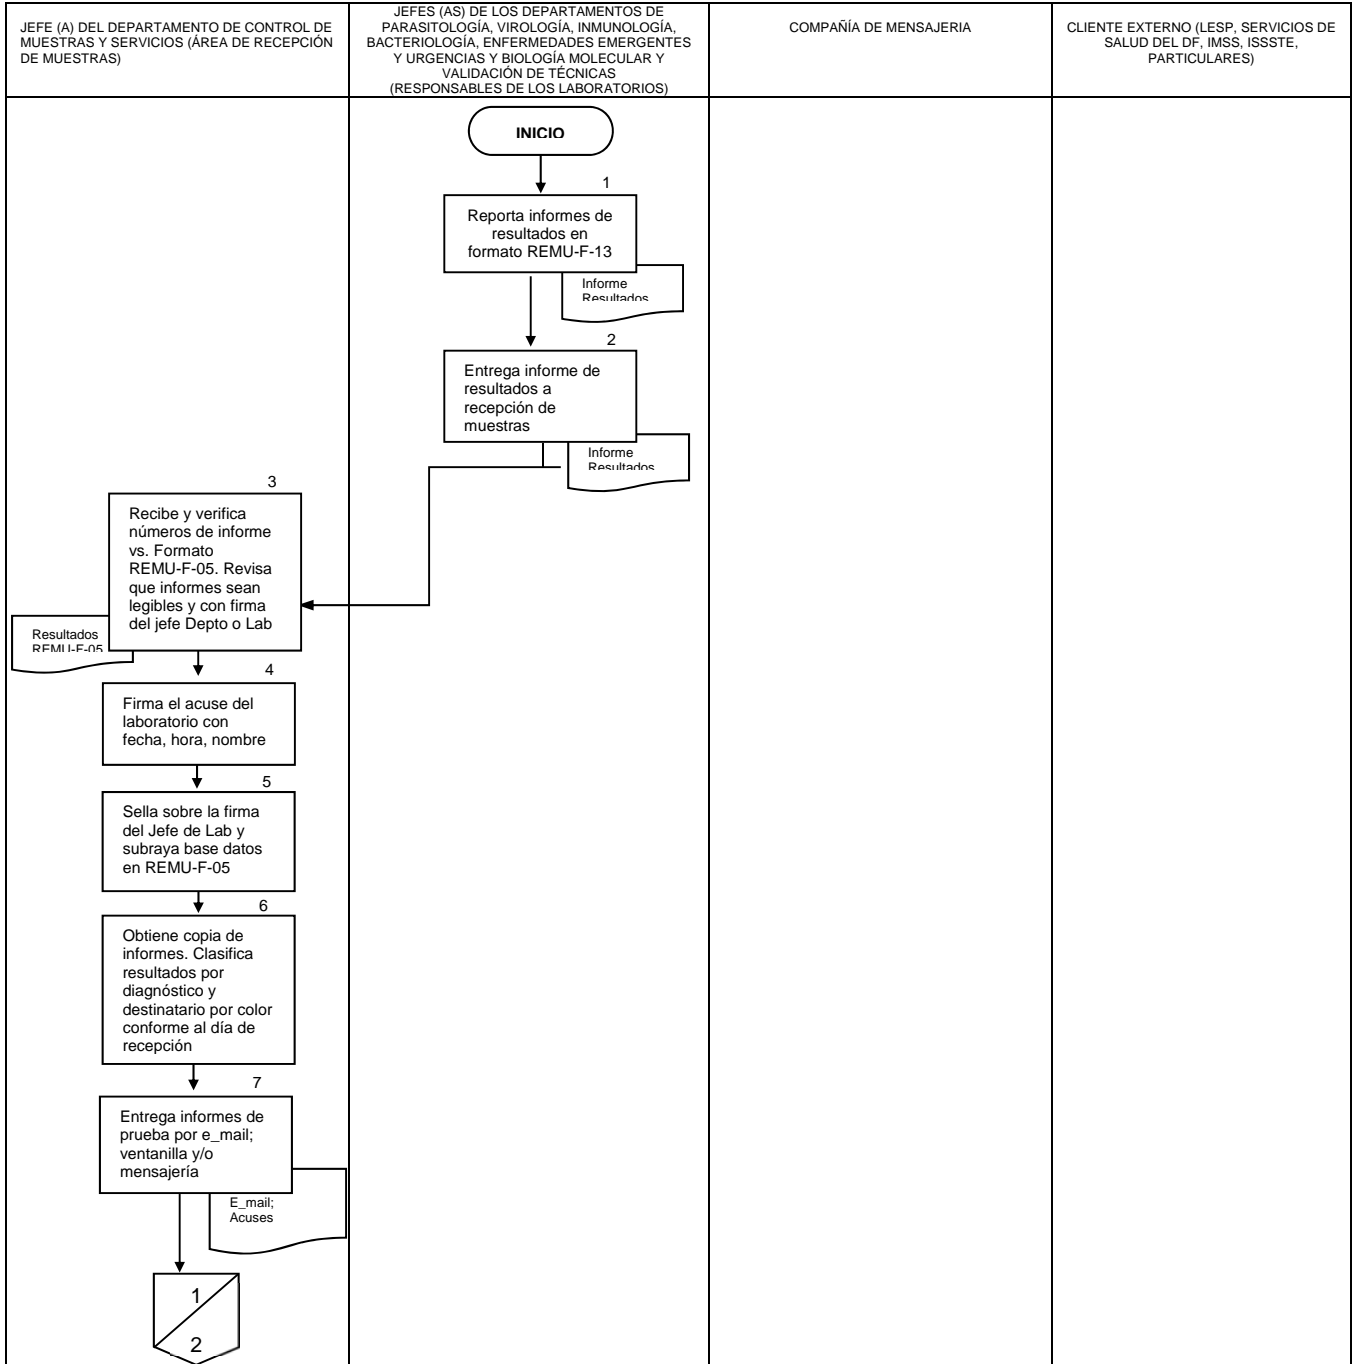 JEFE (A) DEL DEPARTAMENTO DE CONTROL DE
MUESTRAS Y SERVICIOS (ÁREA DE RECEPCIÓN
DE MUESTRAS)
JEFES (AS) DE LOS DEPARTAMENTOS DE
PARASITOLOGÍA, VIROLOGÍA, INMUNOLOGÍA,
BACTERIOLOGÍA, ENFERMEDADES EMERGENTES
Y URGENCIAS Y BIOLOGÍA MOLECULAR Y
VALIDACIÓN DE TÉCNICAS
(RESPONSABLES DE LOS LABORATORIOS)
COMPAÑÍA DE MENSAJERIA
CLIENTE EXTERNO (LESP, SERVICIOS DE
SALUD DEL DF, IMSS, ISSSTE,
PARTICULARES)
INICIO
1
Reporta informes de
resultados en
formato REMU-F-13
Informe
Resultados
2
Entrega informe de
resultados a
recepción de
muestras
Informe
Resultados
3
Recibe y verifica
números de informe
vs. Formato
REMU-F-05. Revisa
que informes sean
legibles y con firma
del jefe Depto o Lab
Resultados
REMU-F-05
4
Firma el acuse del
laboratorio con
fecha, hora, nombre
5
Sella sobre la firma
del Jefe de Lab y
subraya base datos
en REMU-F-05
6
Obtiene copia de
informes. Clasifica
resultados por
diagnóstico y
destinatario por color
conforme al día de
recepción
7
Entrega informes de
prueba por e_mail;
ventanilla y/o
mensajería
E_mail;
Acuses
1
2